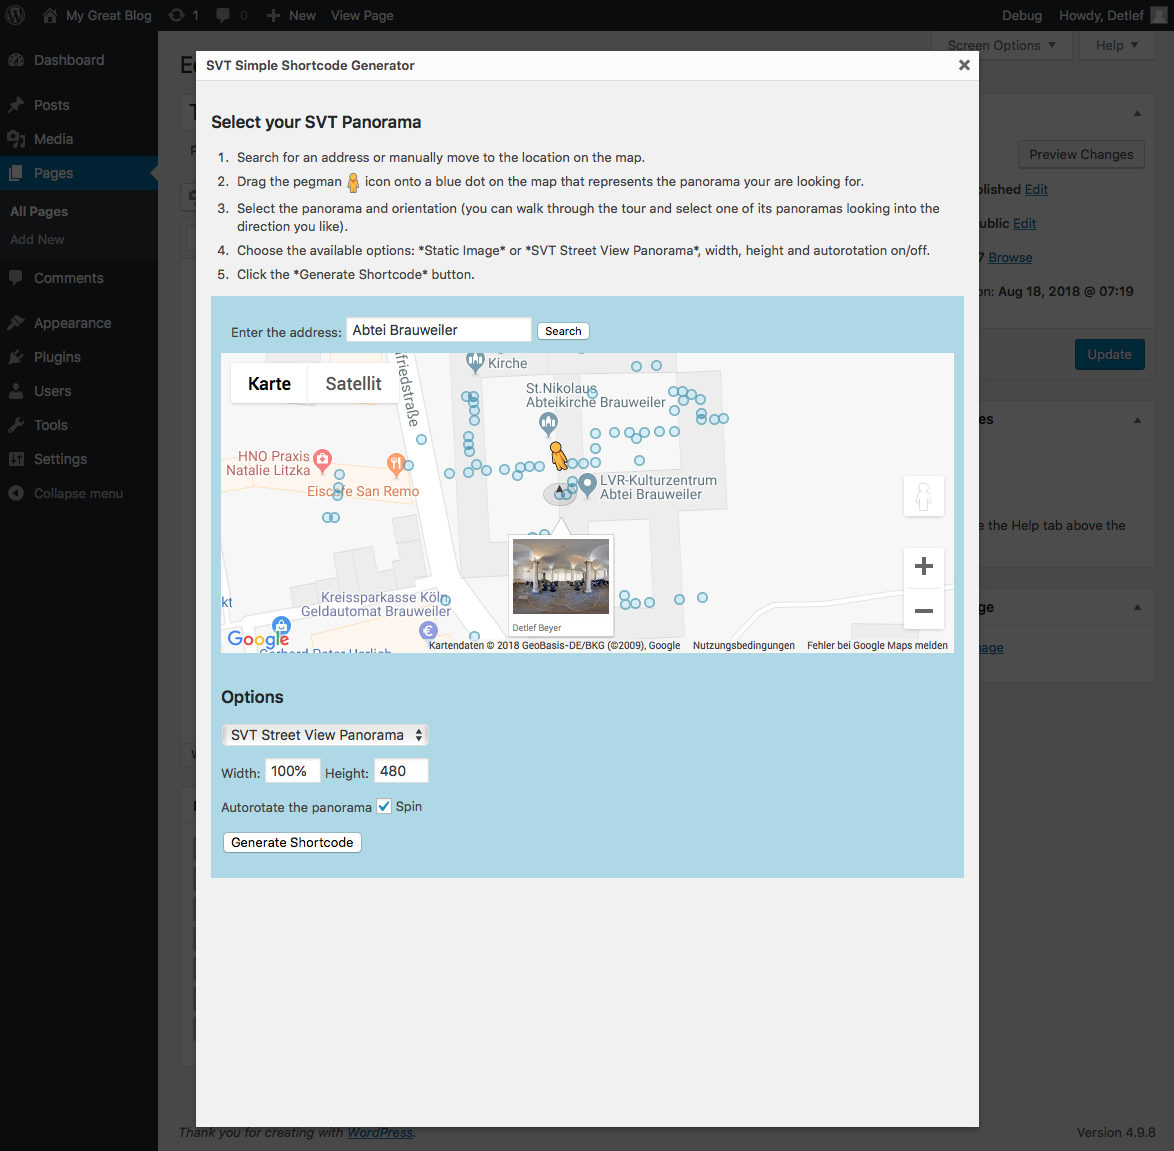 My Great Blog 1 0 New View Page Debug Howdy, Detlef
Screen Options Help
Dashboard
Posts
Media
Pages
All Pages
Add New
Comments
Appearance
Plugins
Users
Tools
Settings
Collapse menu
SVT Simple Shortcode Generator
Select your SVT Panorama
1. Search for an address or manually move to the location on the map.
2. Drag the pegman icon onto a blue dot on the map that represents the panorama your are looking for.
3. Select the panorama and orientation (you can walk through the tour and select one of its panoramas looking into the
direction you like).
4. Choose the available options: *Static Image* or *SVT Street View Panorama*, width, height and autorotation on/off.
5. Click the *Generate Shortcode* button.
Enter the address: Abtei Brauweiler Search
Karte Satellit
Kirche
St.Nikolaus
Abteikirche Brauweiler
HNO Praxis
Natalie Litzka
Eiscafe San Remo
LVR-Kulturzentrum
Abtei Brauweiler
Kreissparkasse Köln
Geldautomat Brauweiler
kt
Google
Detlef Beyer
Kartendaten © 2018 GeoBasis-DE/BKG (©2009), Google Nutzungsbedingungen Fehler bei Google Maps melden
Options
SVT Street View Panorama
Width: 100% Height: 480
Autorotate the panorama Spin
Generate Shortcode
Preview Changes
blished Edit
ublic Edit
7 Browse
on: Aug 18, 2018 @ 07:19
Update
es
e the Help tab above the
ge
age
Thank you for creating with WordPress.
Version 4.9.8